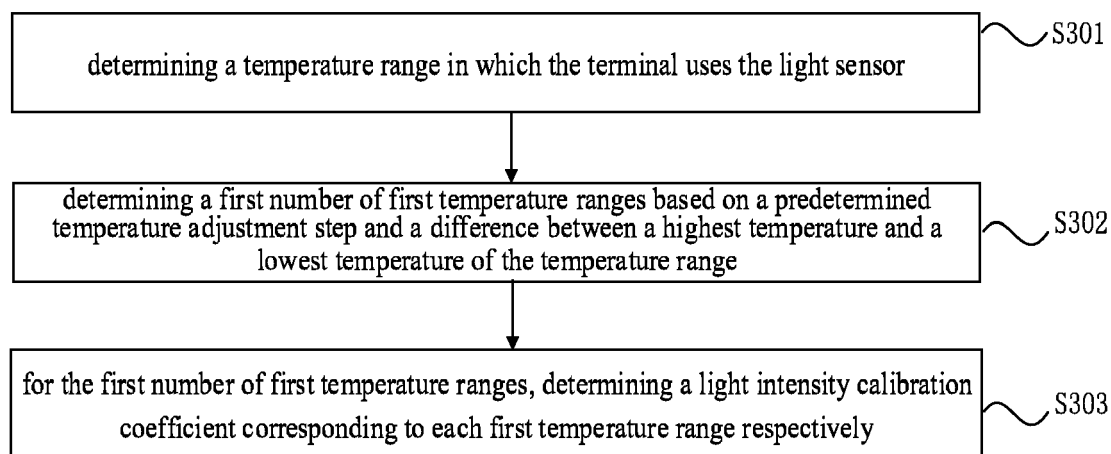 determining a temperature range in which the terminal uses the light sensor
S301
determining a first number of first temperature ranges based on a predetermined
temperature adjustment step and a difference between a highest temperature and a
lowest temperature of the temperature range
S302
for the first number of first temperature ranges, determining a light intensity calibration
coefficient corresponding to each first temperature range respectively
S303